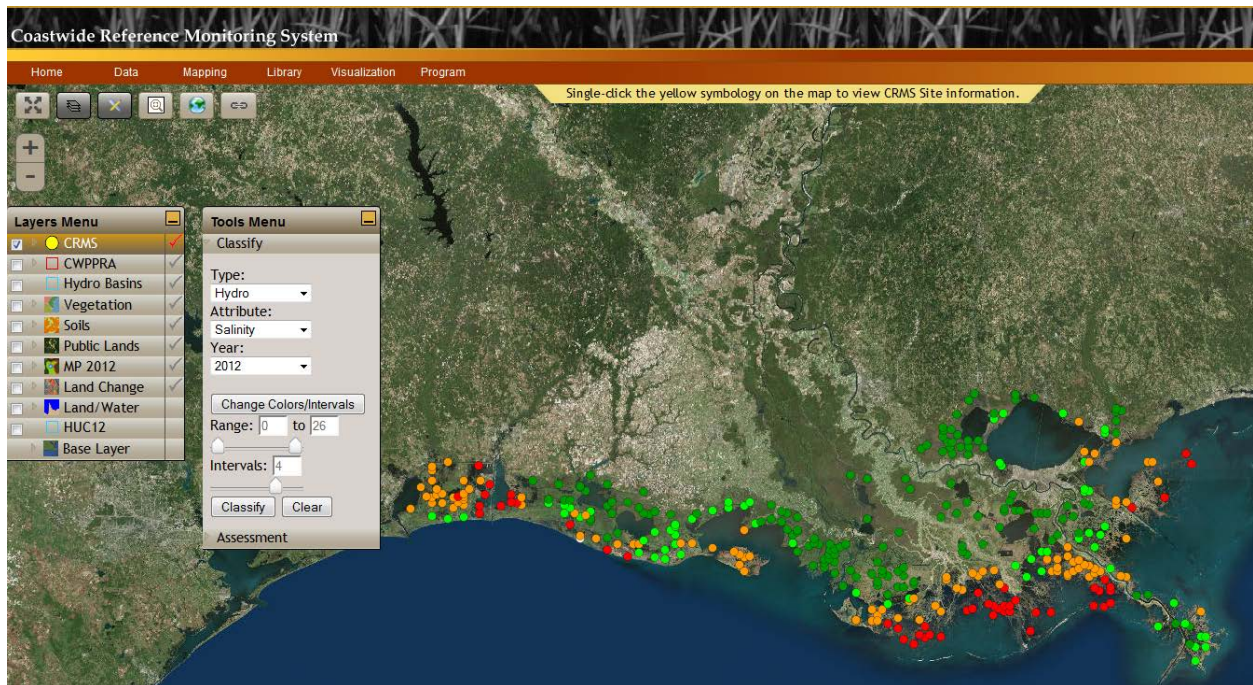 Coastwide Reference Monitoring System
Home Data Mapping Library Visualization Program
Single-click the yellow symbology on the map to view CRMS Site information.
+
-
Layers Menu
CRMS
CWPPRA
Hydro Basins
Vegetation
Soils
Public Lands
MP 2012
Land Change
Land/Water
HUC12
Base Layer
Tools Menu
Classify
Type:
Hydro
Attribute:
Salinity
Year:
2012
Change Colors/Intervals
Range: 0 to 26
Intervals: 4
Classify Clear
Assessment